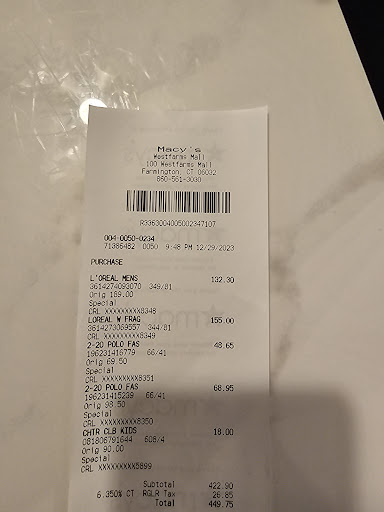 Macy's
Westfarms Mall
100 Westfarms Mall
Farmington, CT 06032
860-561-3030
R3363004005002347107
004-0050-0234
71386482 0050 9:48 PM 12/29/2023
PURCHASE
L'OREAL MENS 132.30
3614274093070 349/81
Orig 189.00
Special
CRL XXXXXXXXX8348
LOREAL W FRAG 155.00
3614273069557 344/81
CRL XXXXXXXXX8349
2-20 POLO FAS 48.65
196231416779 66/41
Orig 69.50
Special
CRL XXXXXXXXX8351
2-20 POLO FAS 68.95
196231415239 66/41
Orig 98.50
Special
CRL XXXXXXXXX8350
CHTR CLB KIDS 18.00
081806791644 608/4
Orig 90.00
Special
CRL XXXXXXXXX5899
Subtotal 422.90
6.350% CT RGLR Tax 26.85
Total 449.75